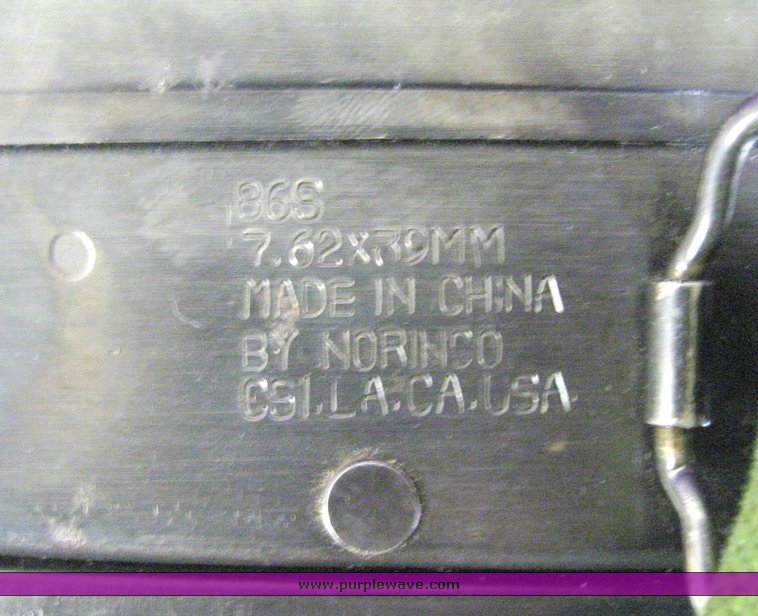 86S
7.62x39MM
MADE IN CHINA
BY NORINCO
CSI.LA.CA.USA
www.purplewave.com